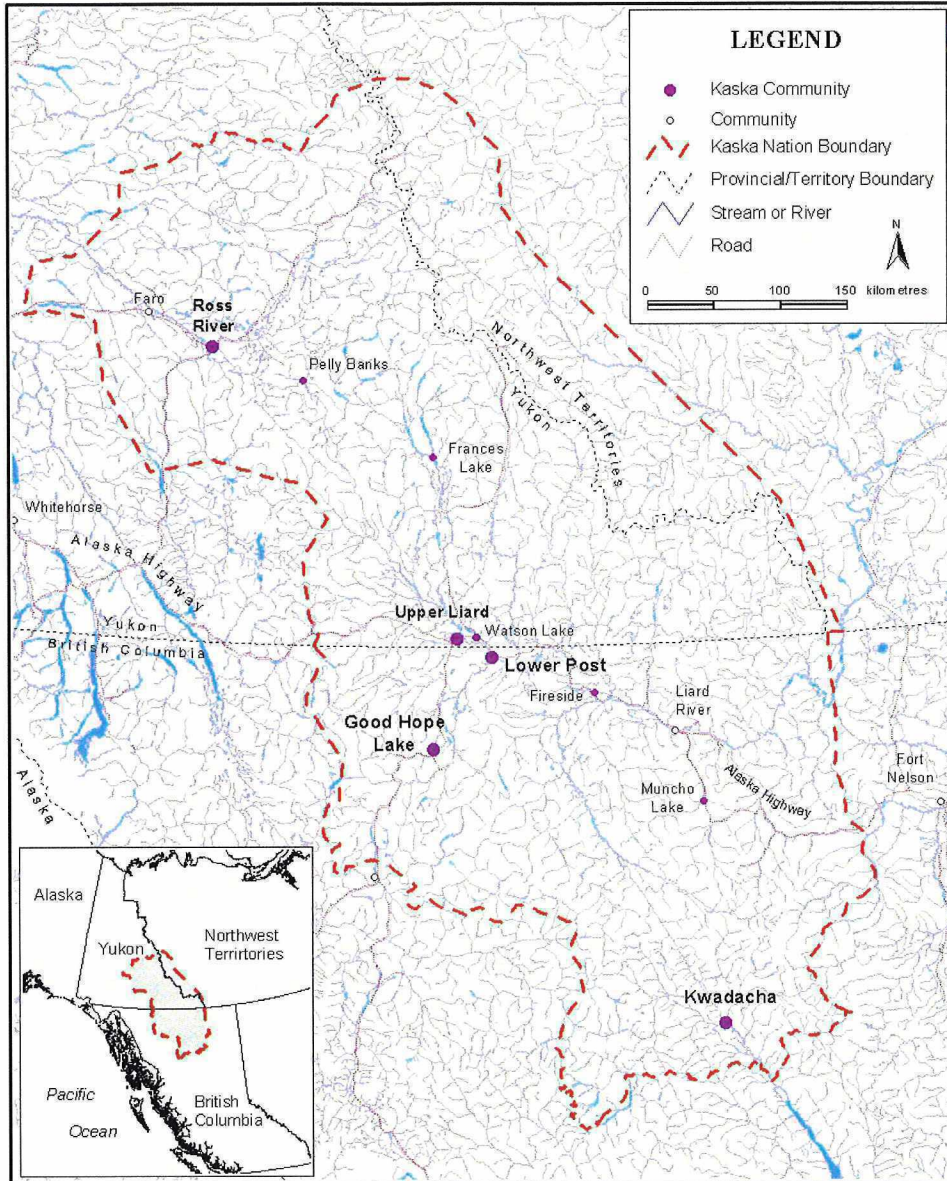 LEGEND
Kaska Community
Community
Kaska Nation Boundary
Provincial/Territory Boundary
Stream or River
Road
N
kilometres
0 50 100 150
Faro
Ross
River
Pelly Banks
Northwest Territories
Yukon
Frances
Lake
Whitehorse
Alaska Highway
Yukon
British Columbia
Upper Liard
Watson Lake
Lower Post
Fireside
Liard
River
Good Hope
Lake
Muncho
Lake
Alaska Highway
Fort
Nelson
Alaska
Kwadacha
Alaska
Yukon
Northwest
Terrirtories
Pacific
Ocean
British
Columbia